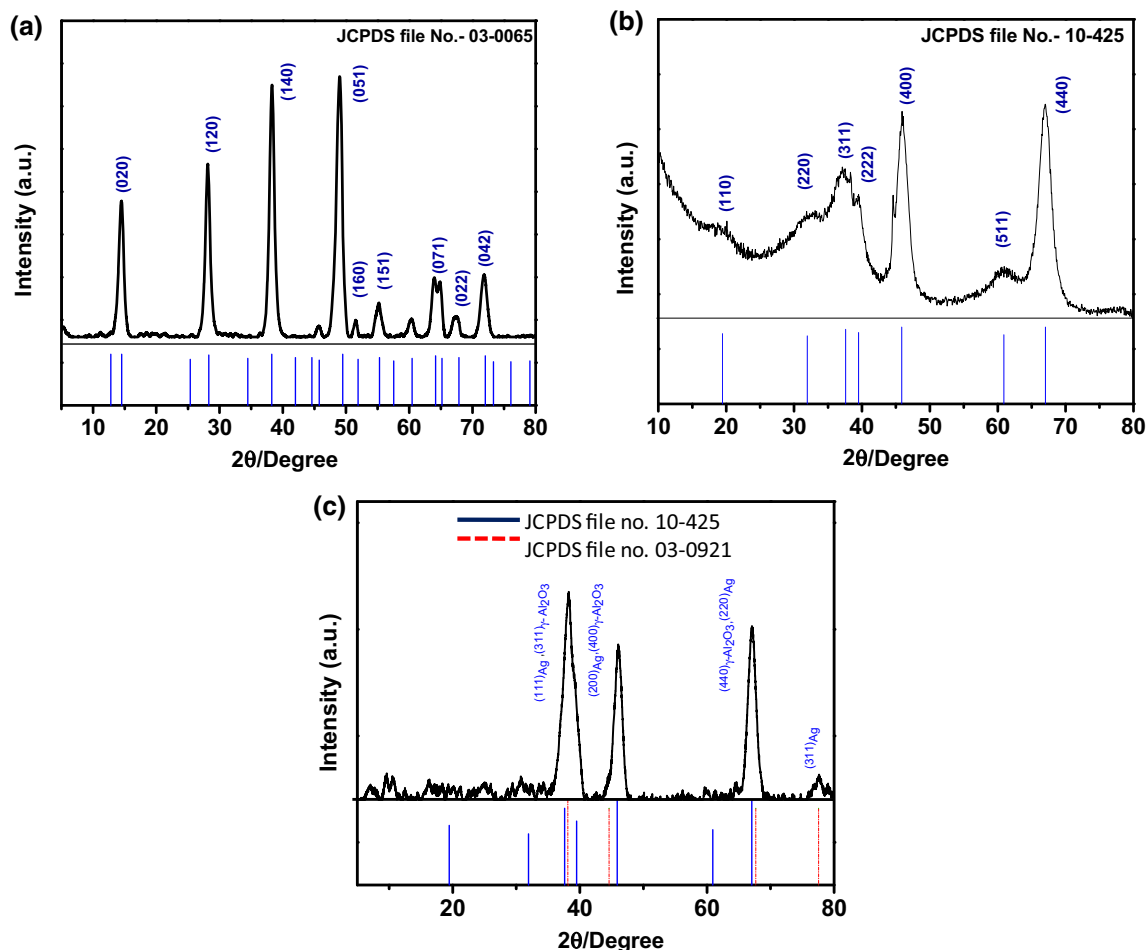 (a)
JCPDS file No.- 03-0065
(020)
(120)
(140)
(051)
(160)
(151)
(071)
(022)
(042)
Intensity (a.u.)
10 20 30 40 50 60 70 80
2θ/Degree
(b)
JCPDS file No.- 10-425
(110)
(220)
(311)
(222)
(400)
(511)
(440)
Intensity (a.u.)
10 20 30 40 50 60 70 80
2θ/Degree
(c)
JCPDS file no. 10-425
JCPDS file no. 03-0921
(111)Ag ,(311)γ-Al2O3
(200)Ag,(400)γ-Al2O3
(440)γ-Al2O3,(220)Ag
(311)Ag
Intensity (a.u.)
20 40 60 80
2θ/Degree